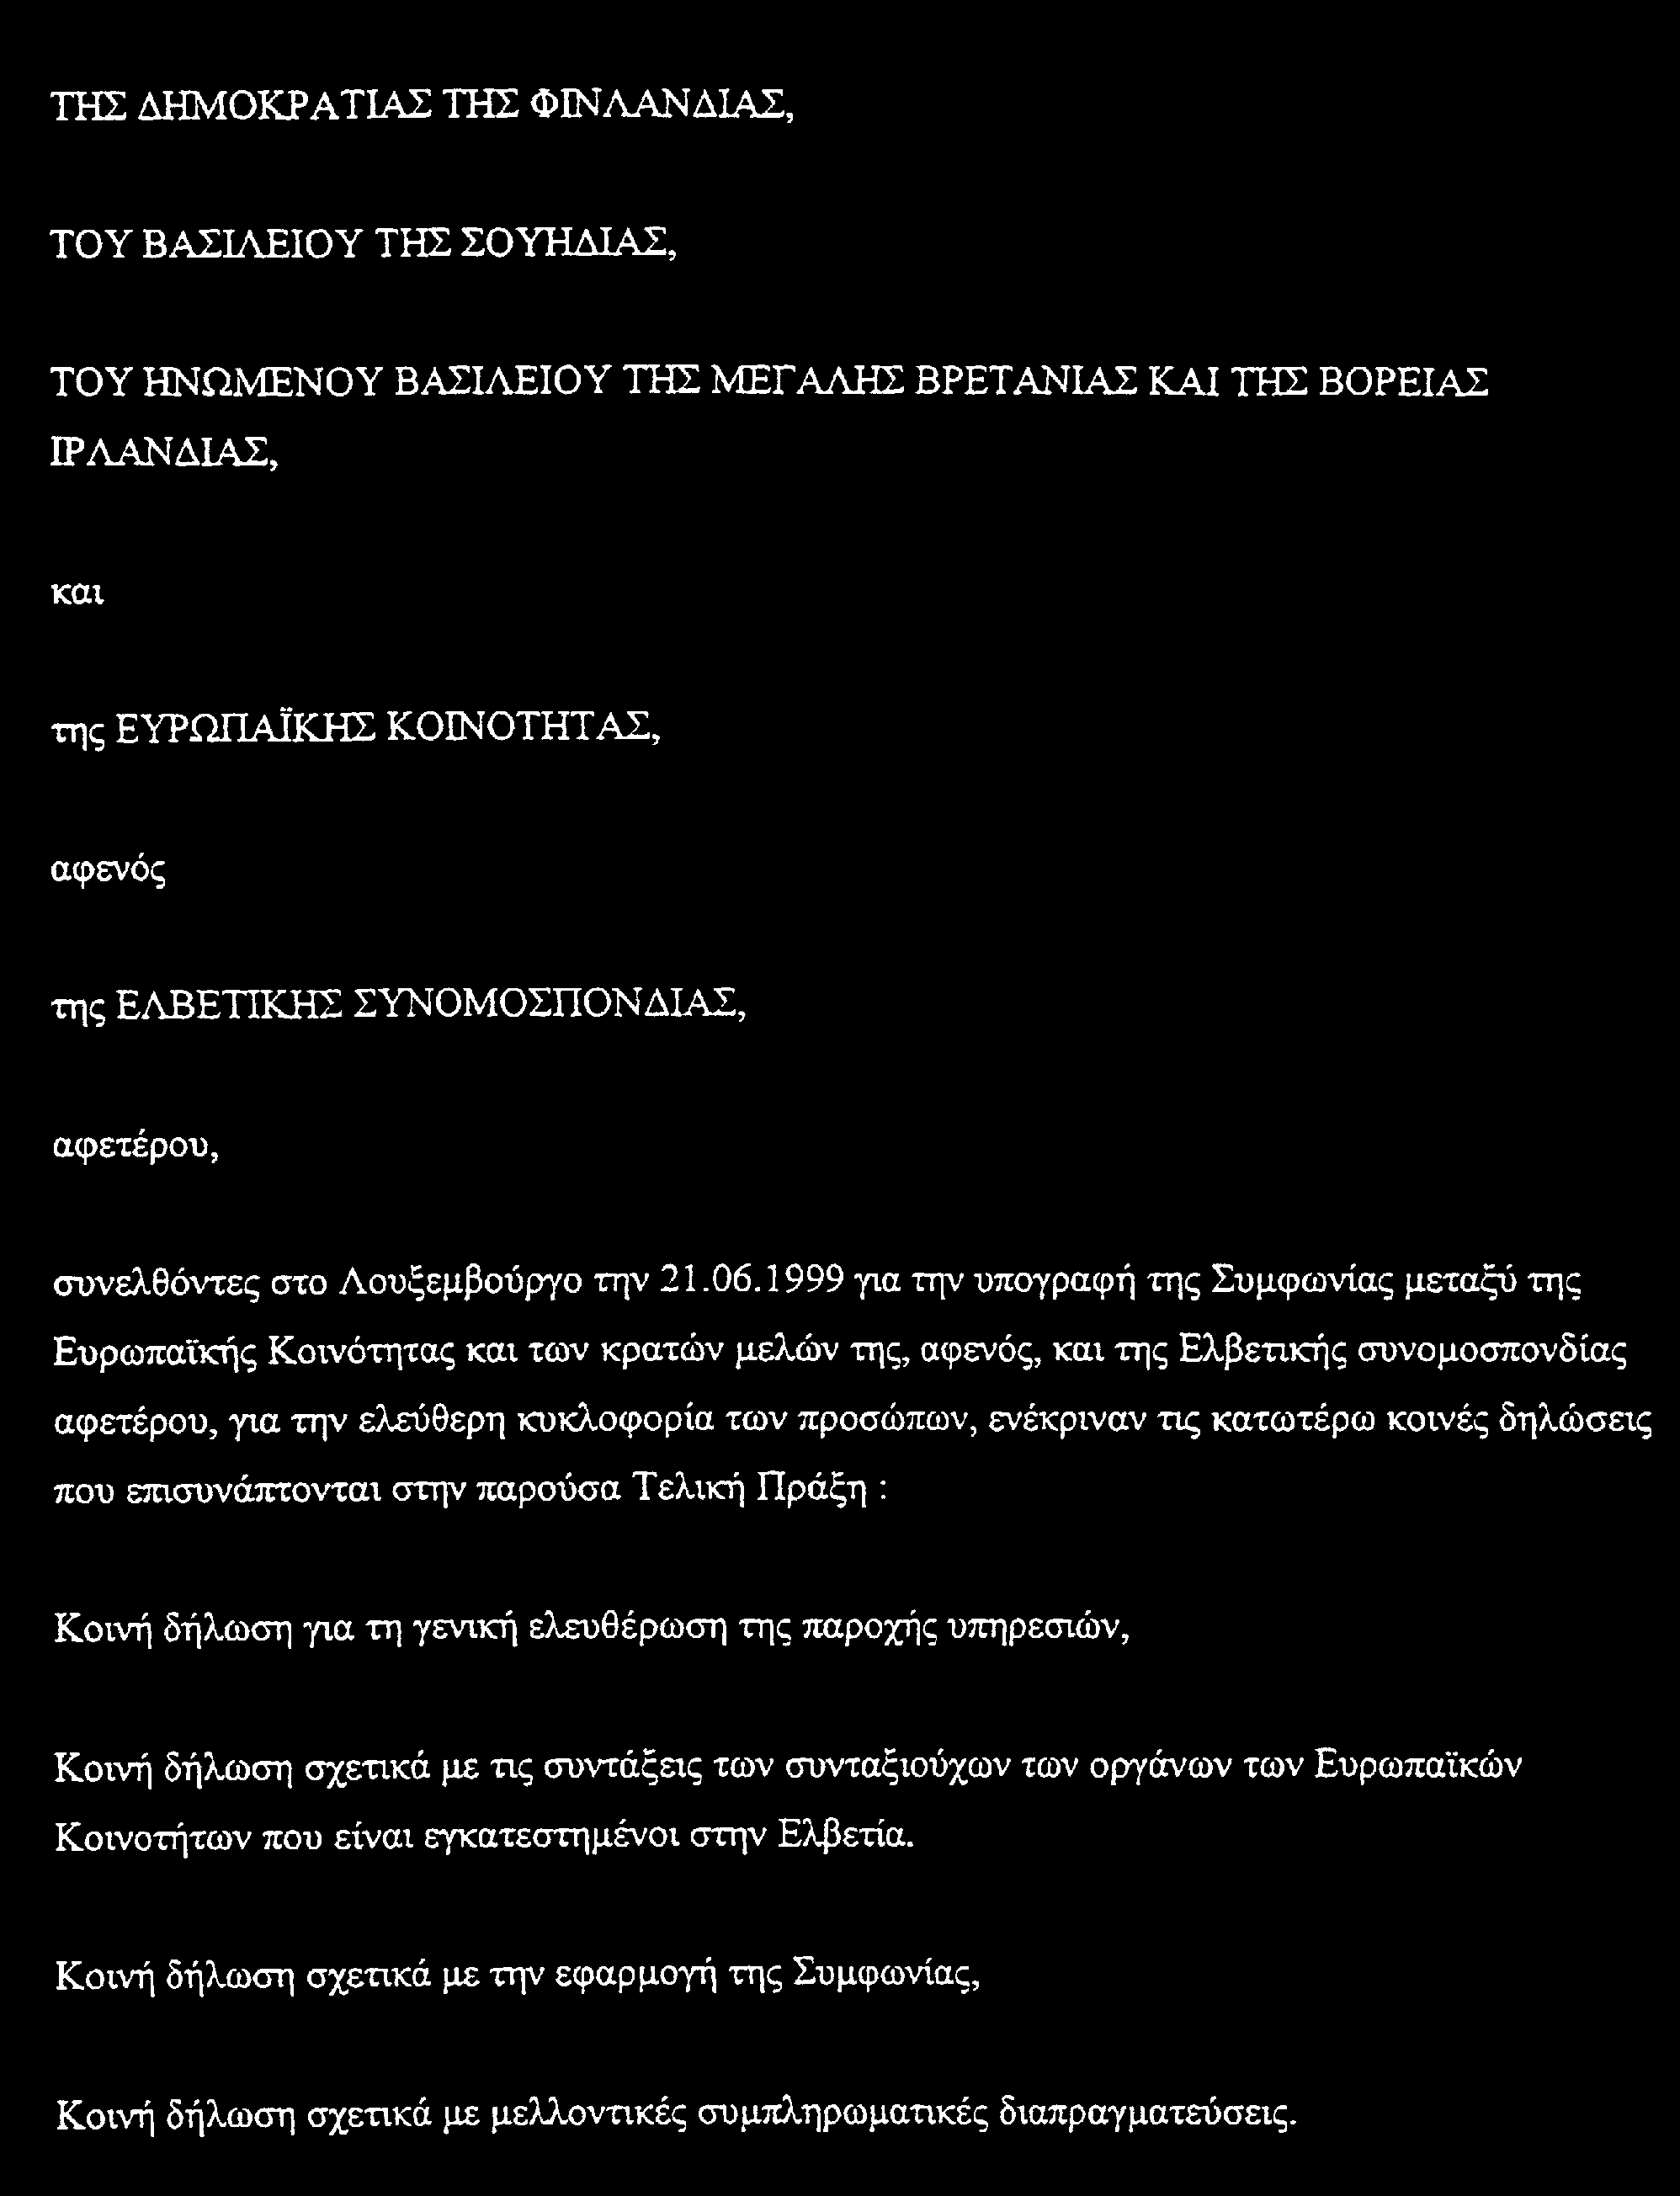 ΤΗΣ ΔΗΜΟΚΡΑΤΙΑΣ ΤΗΣ ΦΙΝΛΑΝΔΙΑΣ,
ΤΟΥ ΒΑΣΙΛΕΙΟΥ ΤΗΣ ΣΟΥΗΔΙΑΣ,
ΤΟΥ ΗΝΩΜΕΝΟΥ ΒΑΣΙΛΕΙΟΥ ΤΗΣ ΜΕΓΑΛΗΣ ΒΡΕΤΑΝΙΑΣ ΚΑΙ ΤΗΣ ΒΟΡΕΙΑΣ
ΙΡΛΑΝΔΙΑΣ,
και
της ΕΥΡΩΠΑΪΚΗΣ ΚΟΙΝΟΤΗΤΑΣ,
αφενός
της ΕΛΒΕΤΙΚΗΣ ΣΥΝΟΜΟΣΠΟΝΔΙΑΣ,
αφετέρου,
συνελθόντες στο Λουξεμβούργο την 21.06.1999 για την υπογραφή της Συμφωνίας μεταξύ της
Ευρωπαϊκής Κοινότητας και των κρατών μελών της, αφενός, και της Ελβετικής συνομοσπονδίας
αφετέρου, για την ελεύθερη κυκλοφορία των προσώπων, ενέκριναν τις κατωτέρω κοινές δηλώσεις
που επισυνάπτονται στην παρούσα Τελική Πράξη :
Κοινή δήλωση για τη γενική ελευθέρωση της παροχής υπηρεσιών,
Κοινή δήλωση σχετικά με τις συντάξεις των συνταξιούχων των οργάνων των Ευρωπαϊκών
Κοινοτήτων που είναι εγκατεστημένοι στην Ελβετία.
Κοινή δήλωση σχετικά με την εφαρμογή της Συμφωνίας,
Κοινή δήλωση σχετικά με μελλοντικές συμπληρωματικές διαπραγματεύσεις.